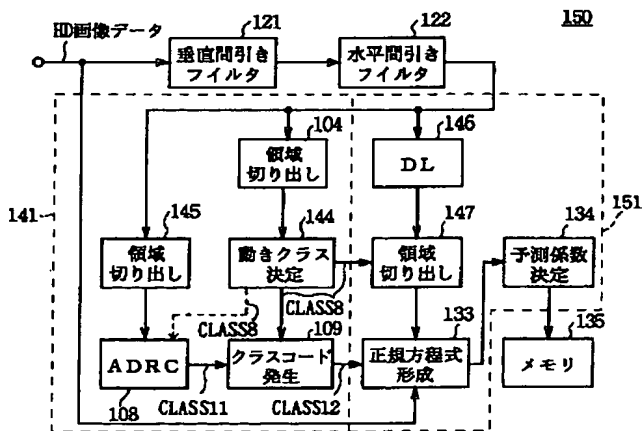 HD画像データ
121
122
150
垂直間引き
フィルタ
水平間引き
フィルタ
104
146
領域
切り出し
DL
141
145
144
147
134
151
領域
切り出し
動きクラス
決定
領域
切り出し
予測係数
決定
CLASS8
CLASS8
109
133
135
ADRC
クラスコード
発生
正規方程式
形成
メモリ
108
CLASS11
CLASS12